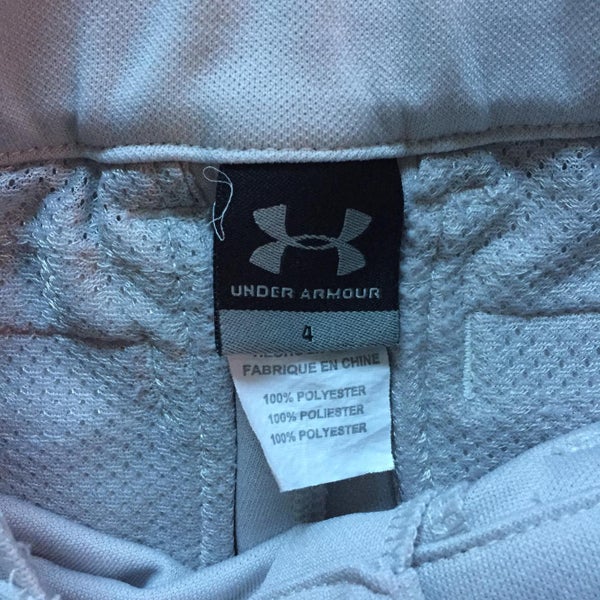 UNDER ARMOUR
4
FABRIQUE EN CHINE
100% POLYESTER
100% POLIESTER
100% POLYESTER